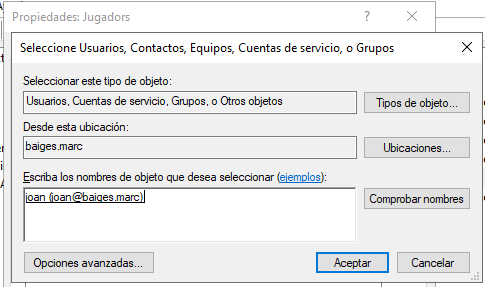 Propiedades: Jugadors
Seleccione Usuarios, Contactos, Equipos, Cuentas de servicio, o Grupos
Seleccionar este tipo de objeto:
Usuarios, Cuentas de servicio, Grupos, o Otros objetos
Tipos de objeto...
Desde esta ubicación:
baiges.marc
Ubicaciones...
Escriba los nombres de objeto que desea seleccionar (ejemplos):
joan (joan@baiges.marc)
Comprobar nombres
Opciones avanzadas...
Aceptar
Cancelar